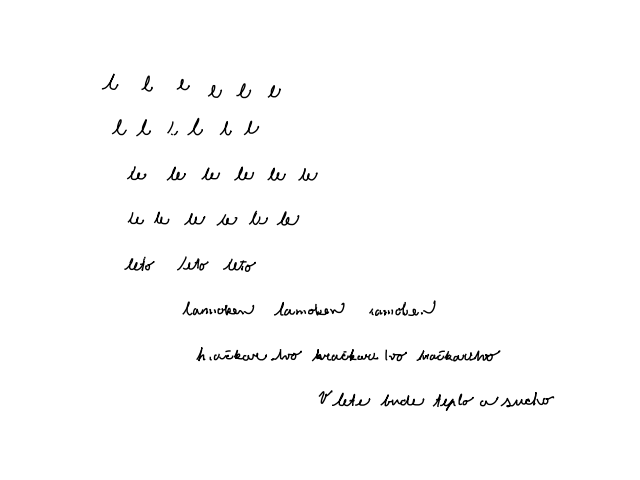 l l l l l l
l l l l l l
le le le le le le
le le le le le le
leto leto leto
lamoken lamoken lamoken
hračkarstvo hračkarstvo hračkarstvo
V lete bude teplo a sucho